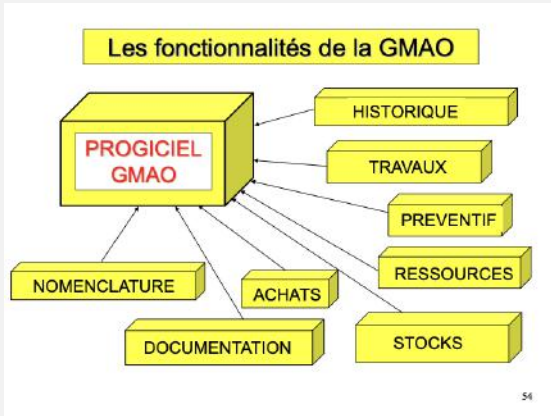 Les fonctionnalités de la GMAO
HISTORIQUE
PROGICIEL
GMAO
TRAVAUX
PREVENTIF
RESSOURCES
NOMENCLATURE
ACHATS
STOCKS
DOCUMENTATION
54